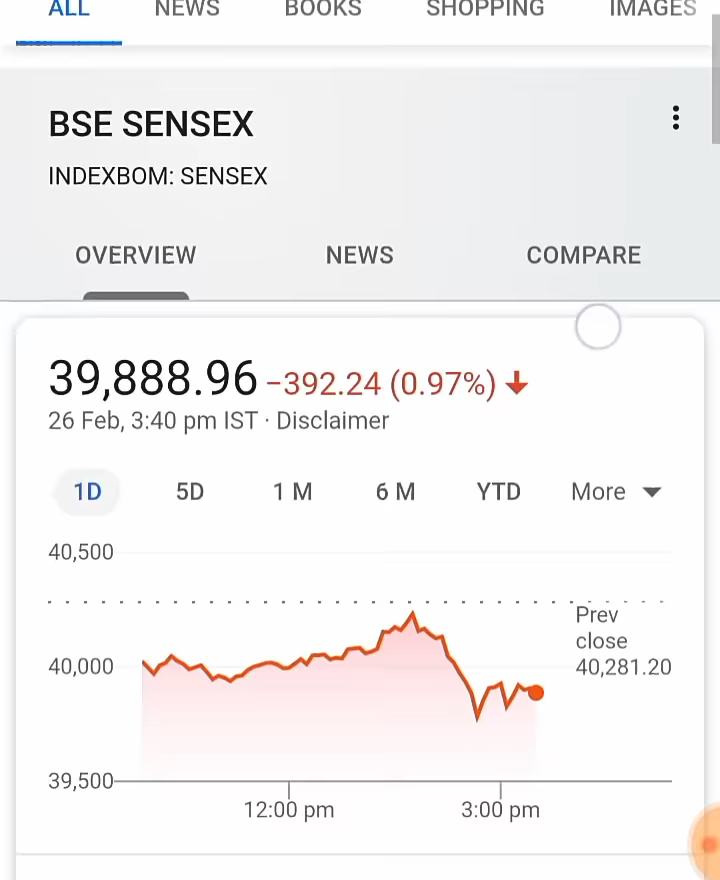 ALL NEWS BOOKS SHOPPING IMAGES
BSE SENSEX
INDEXBOM: SENSEX
OVERVIEW NEWS COMPARE
39,888.96 −392.24 (0.97%)
26 Feb, 3:40 pm IST · Disclaimer
1D 5D 1 M 6 M YTD More
40,500
Prev
close
40,000 40,281.20
39,500
12:00 pm 3:00 pm